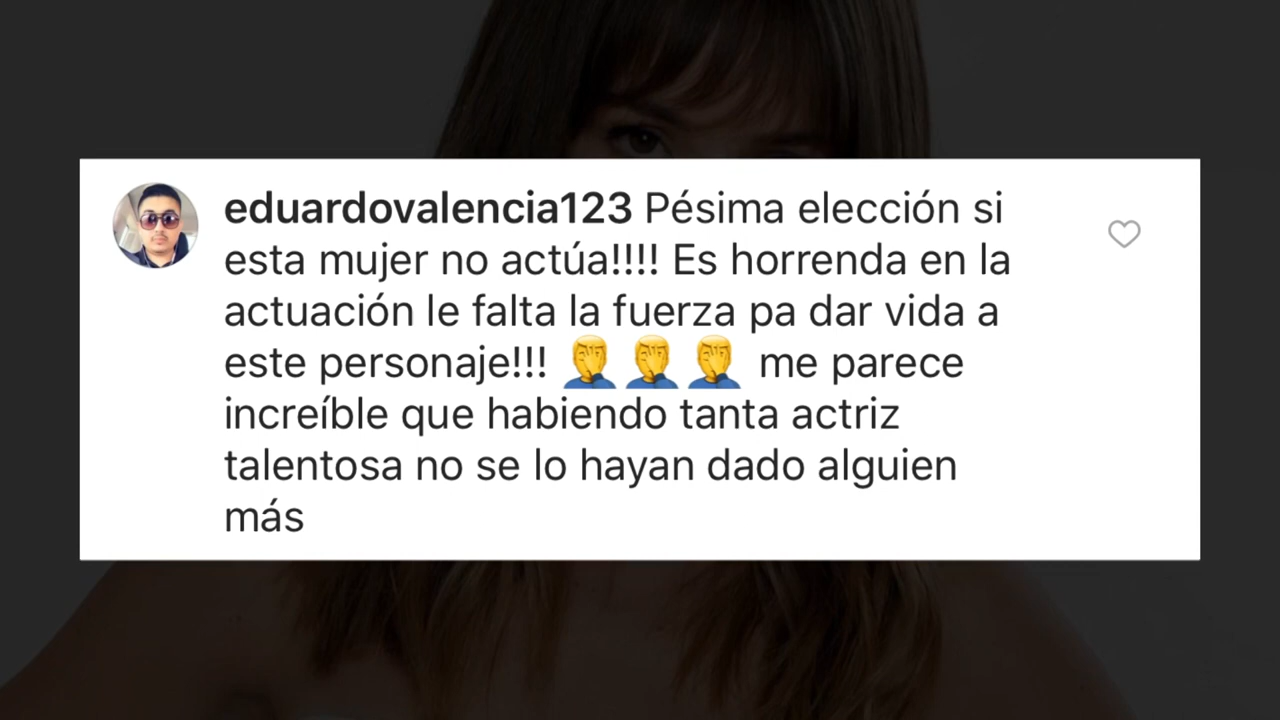 eduardovalencia123 Pésima elección si
esta mujer no actúa!!!! Es horrenda en la
actuación le falta la fuerza pa dar vida a
este personaje!!! 🤦‍♂️🤦‍♂️🤦‍♂️ me parece
increíble que habiendo tanta actriz
talentosa no se lo hayan dado alguien
más